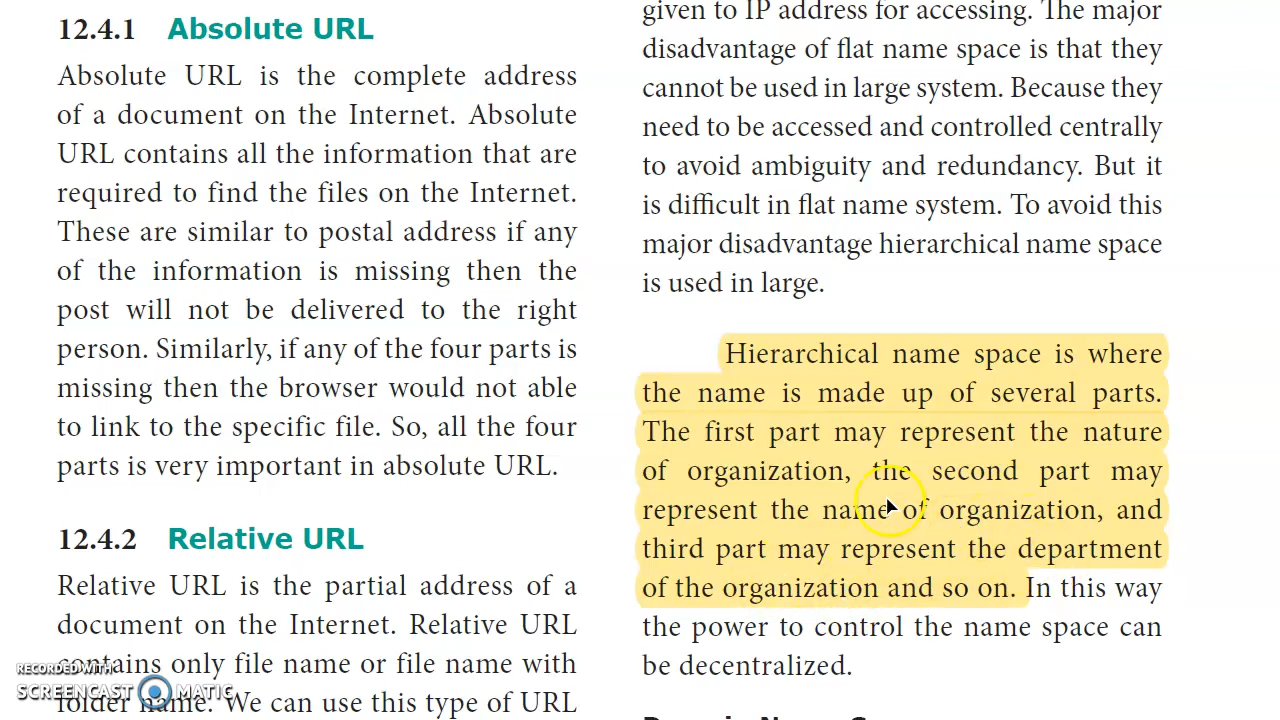 12.4.1 Absolute URL
Absolute URL is the complete address
of a document on the Internet. Absolute
URL contains all the information that are
required to find the files on the Internet.
These are similar to postal address if any
of the information is missing then the
post will not be delivered to the right
person. Similarly, if any of the four parts is
missing then the browser would not able
to link to the specific file. So, all the four
parts is very important in absolute URL.
12.4.2 Relative URL
Relative URL is the partial address of a
document on the Internet. Relative URL
contains only file name or file name with
folder name. We can use this type of URL
given to IP address for accessing. The major
disadvantage of flat name space is that they
cannot be used in large system. Because they
need to be accessed and controlled centrally
to avoid ambiguity and redundancy. But it
is difficult in flat name system. To avoid this
major disadvantage hierarchical name space
is used in large.
Hierarchical name space is where
the name is made up of several parts.
The first part may represent the nature
of organization, the second part may
represent the name of organization, and
third part may represent the department
of the organization and so on. In this way
the power to control the name space can
be decentralized.
RECORDED WITH
SCREENCAST MATIC